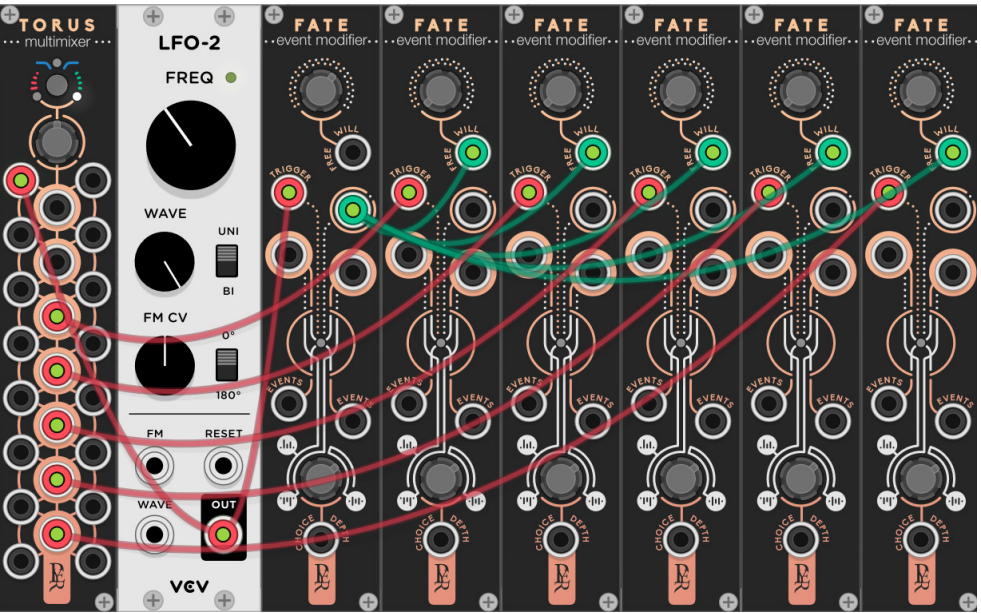 TORUS
multimixer
LFO-2
FREQ
WAVE
UNI
BI
FM CV
0°
180°
FM
RESET
WAVE
OUT
VCV
FATE
event modifier
FREE WILL
TRIGGER
EVENTS
EVENTS
CHOICE
DEPTH
FATE
event modifier
FREE WILL
TRIGGER
EVENTS
EVENTS
CHOICE
DEPTH
FATE
event modifier
FREE WILL
TRIGGER
EVENTS
EVENTS
CHOICE
DEPTH
FATE
event modifier
FREE WILL
TRIGGER
EVENTS
EVENTS
CHOICE
DEPTH
FATE
event modifier
FREE WILL
TRIGGER
EVENTS
EVENTS
CHOICE
DEPTH
FATE
event modifier
FREE WILL
TRIGGER
EVENTS
EVENTS
CHOICE
DEPTH